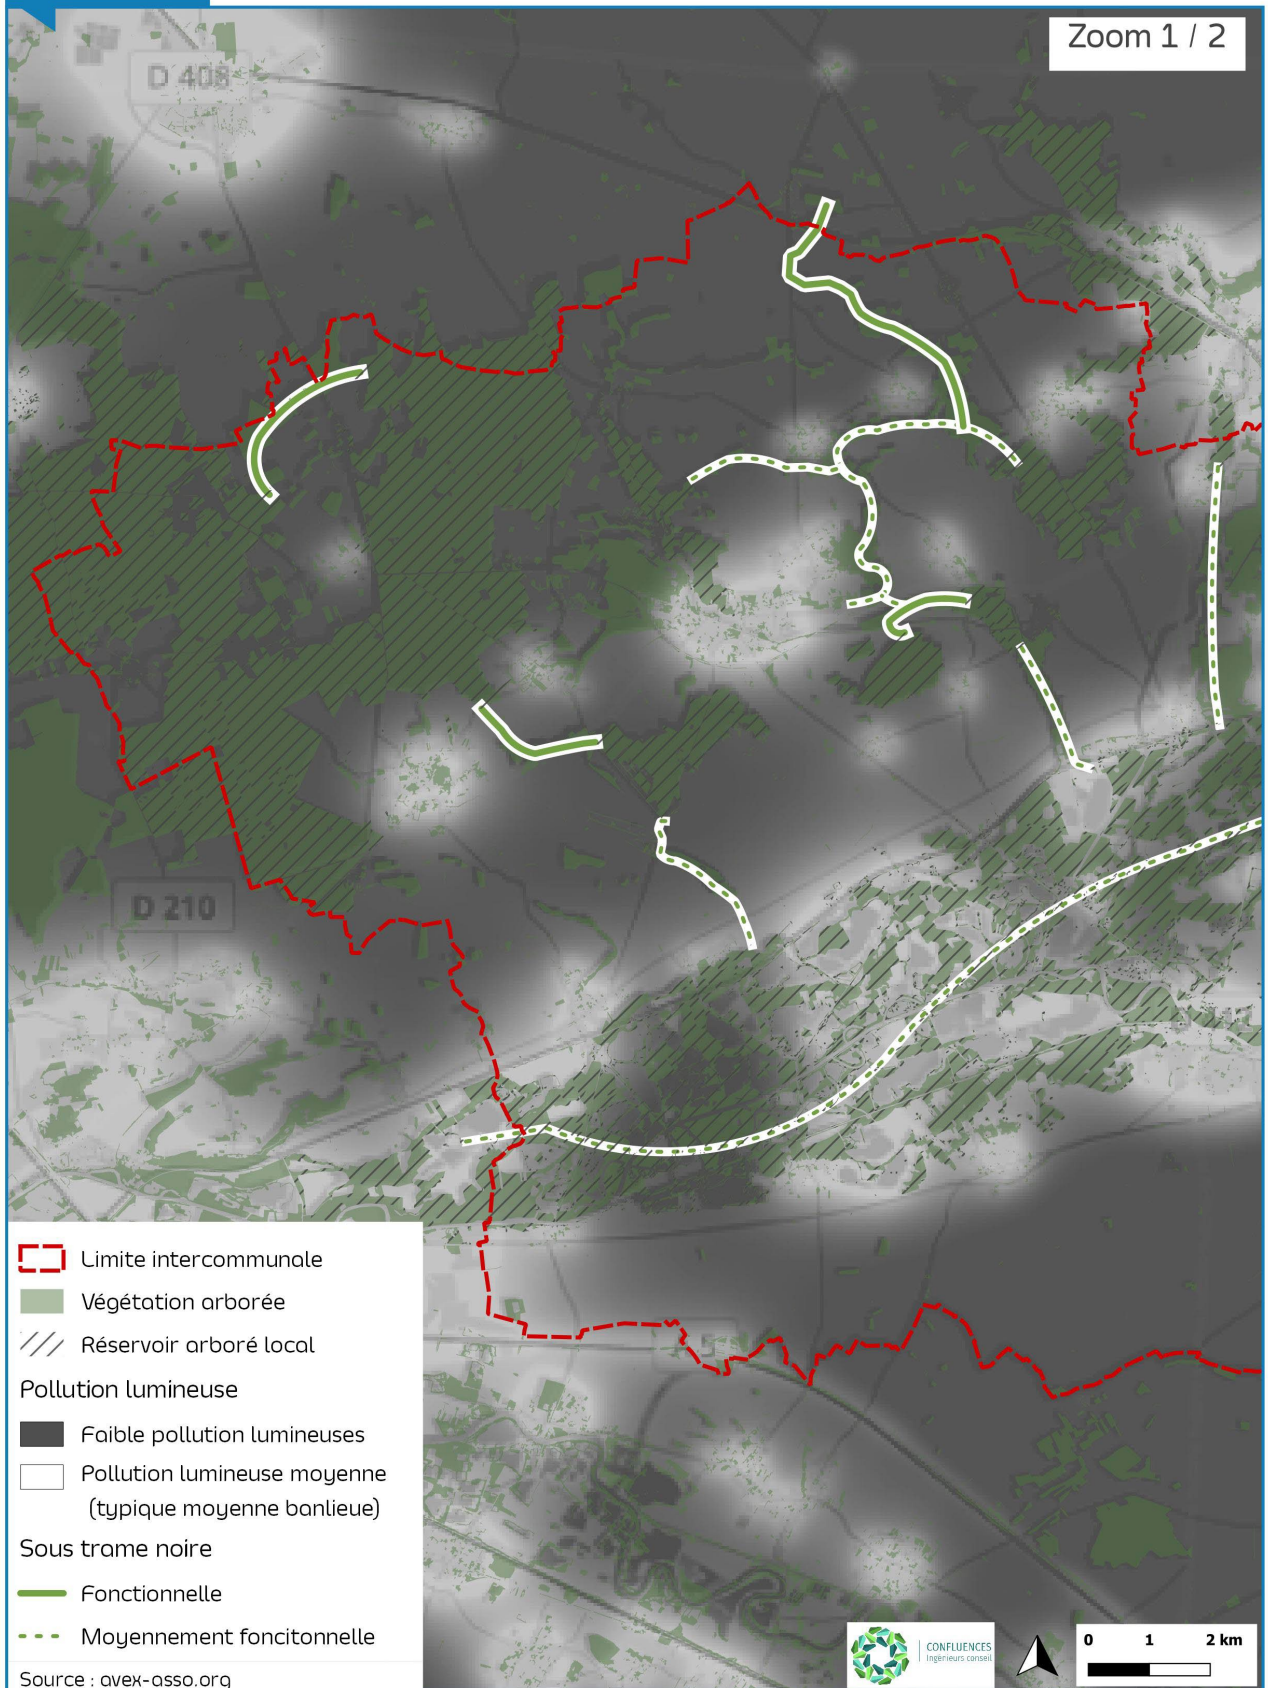 Zoom 1 / 2
D 408
D 210
Limite intercommunale
Végétation arborée
Réservoir arboré local
Pollution lumineuse
Faible pollution lumineuses
Pollution lumineuse moyenne
(typique moyenne banlieue)
Sous trame noire
Fonctionnelle
Moyennement foncitonnelle
Source : avex-asso.org
CONFLUENCES
Ingénieurs conseil
0 1 2 km